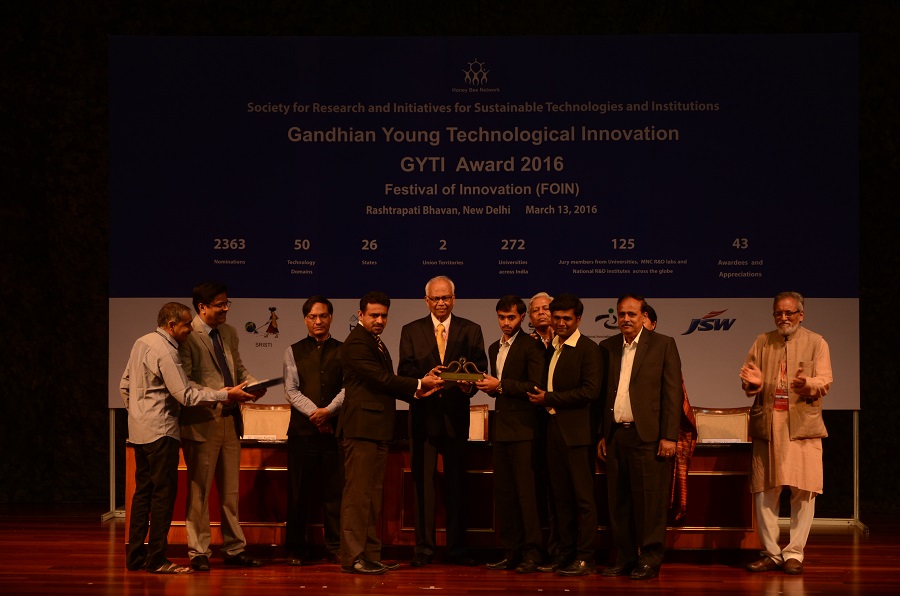 Honey Bee Network
Society for Research and Initiatives for Sustainable Technologies and Institutions
Gandhian Young Technological Innovation
GYTI Award 2016
Festival of Innovation (FOIN)
Rashtrapati Bhavan, New Delhi March 13, 2016
2363 50 26 2 272 125 43
Nominations Technology States Union Territories Universities Jury members from Universities, MNC R&D labs and Awardees and
Domains across India National R&D institutes across the globe Appreciations
SRISTI
JSW